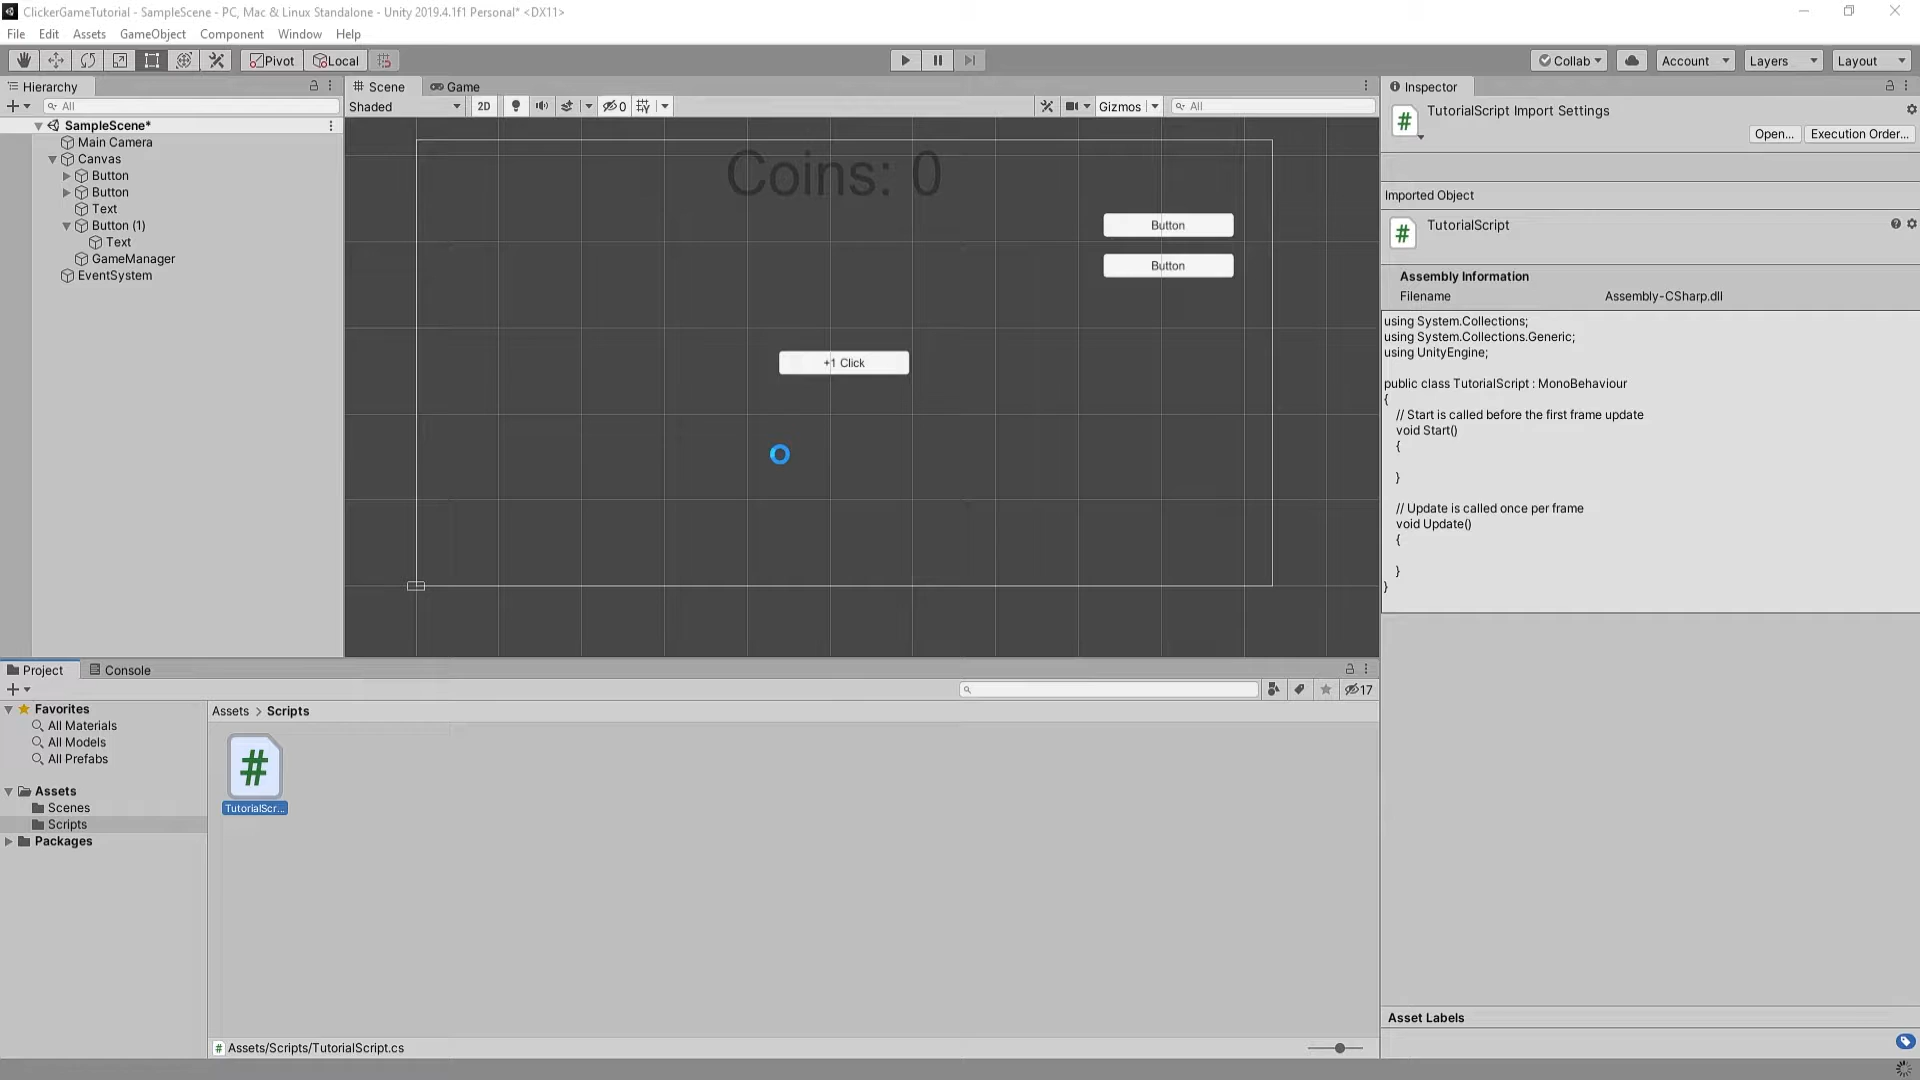 ClickerGameTutorial - SampleScene - PC, Mac & Linux Standalone - Unity 2019.4.1f1 Personal* <DX11>
File Edit Assets GameObject Component Window Help
Pivot Local Collab Account Layers Layout
Hierarchy
All
SampleScene*
Main Camera
Canvas
Button
Button
Text
Button (1)
Text
GameManager
EventSystem
Scene Game
Shaded 2D 0 Gizmos All
Coins: 0
Button
Button
+1 Click
Inspector
TutorialScript Import Settings
Open... Execution Order...
Imported Object
TutorialScript
Assembly Information
Filename Assembly-CSharp.dll
using System.Collections;
using System.Collections.Generic;
using UnityEngine;
public class TutorialScript : MonoBehaviour
{
// Start is called before the first frame update
void Start()
{
}
// Update is called once per frame
void Update()
{
}
}
Asset Labels
Project Console
17
Favorites
All Materials
All Models
All Prefabs
Assets
Scenes
Scripts
Packages
Assets > Scripts
#
TutorialScr...
Assets/Scripts/TutorialScript.cs